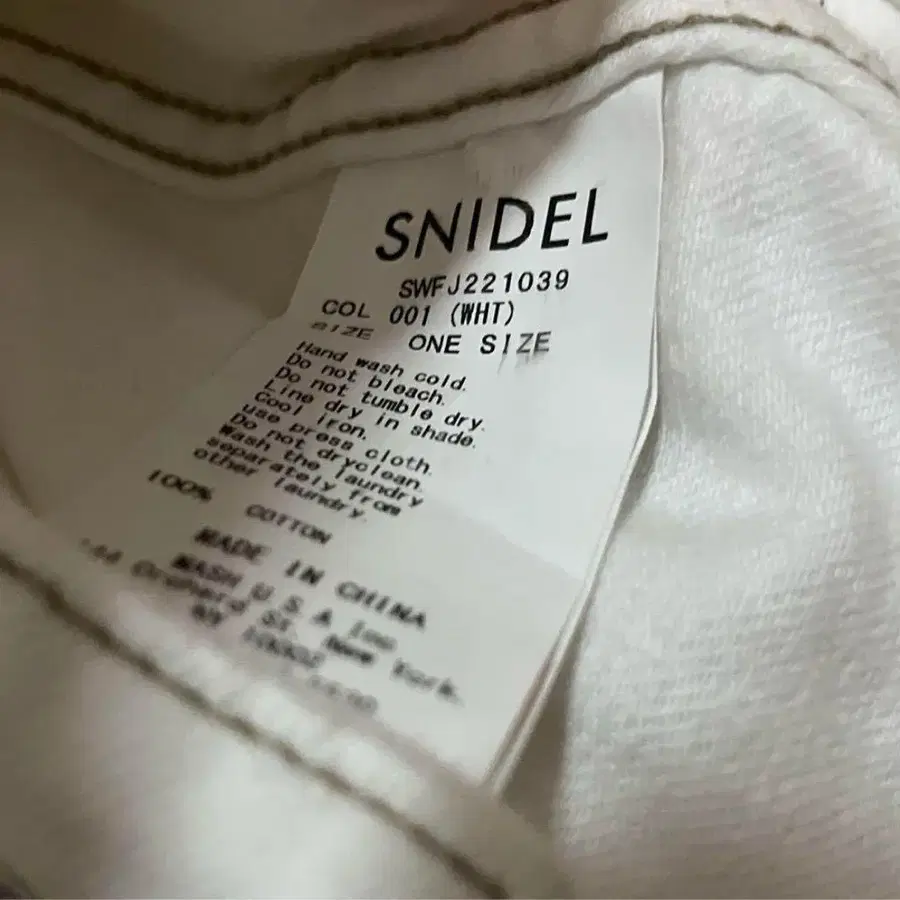 SNIDEL
SWFJ221039
COL 001 (WHT)
SIZE ONE SIZE
Hand wash cold.
Do not bleach.
Do not tumble dry.
Line dry in shade.
Cool iron.
use press cloth.
Do not dryclean.
Wash the laundry
separately from
other laundry.
100% COTTON
MADE IN CHINA
MASH U.S.A Inc.
Orchard St. New York.
NY 10002